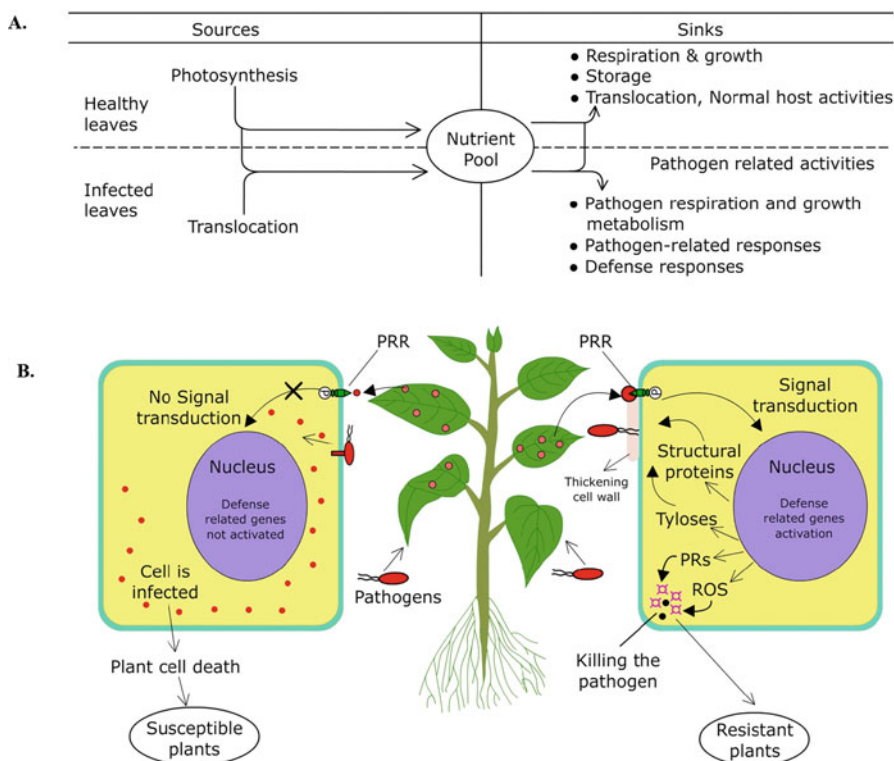 A.
Sources
Sinks
Photosynthesis
Healthy
leaves
Infected
leaves
Translocation
Nutrient
Pool
● Respiration & growth
● Storage
● Translocation, Normal host activities
Pathogen related activities
● Pathogen respiration and growth
metabolism
● Pathogen-related responses
● Defense responses
B.
PRR
No Signal
transduction
Nucleus
Defense
related genes
not activated
Cell is
infected
Plant cell death
Susceptible
plants
Pathogens
PRR
Signal
transduction
Thickening
cell wall
Structural
proteins
Nucleus
Defense
related genes
activation
Tyloses
PRs
ROS
Killing the
pathogen
Resistant
plants